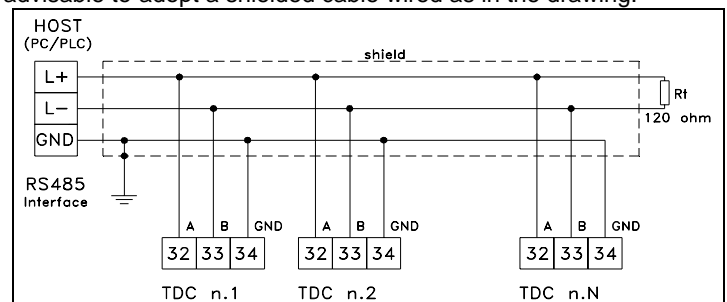 advisable to adopt a shielded cable wired as in the drawing.
HOST
(PC/PLC)
shield
L+
L-
GND
Rt
120 ohm
RS485
Interface
A B GND
A B GND
A B GND
32 33 34
32 33 34
32 33 34
TDC n.1
TDC n.2
TDC n.N